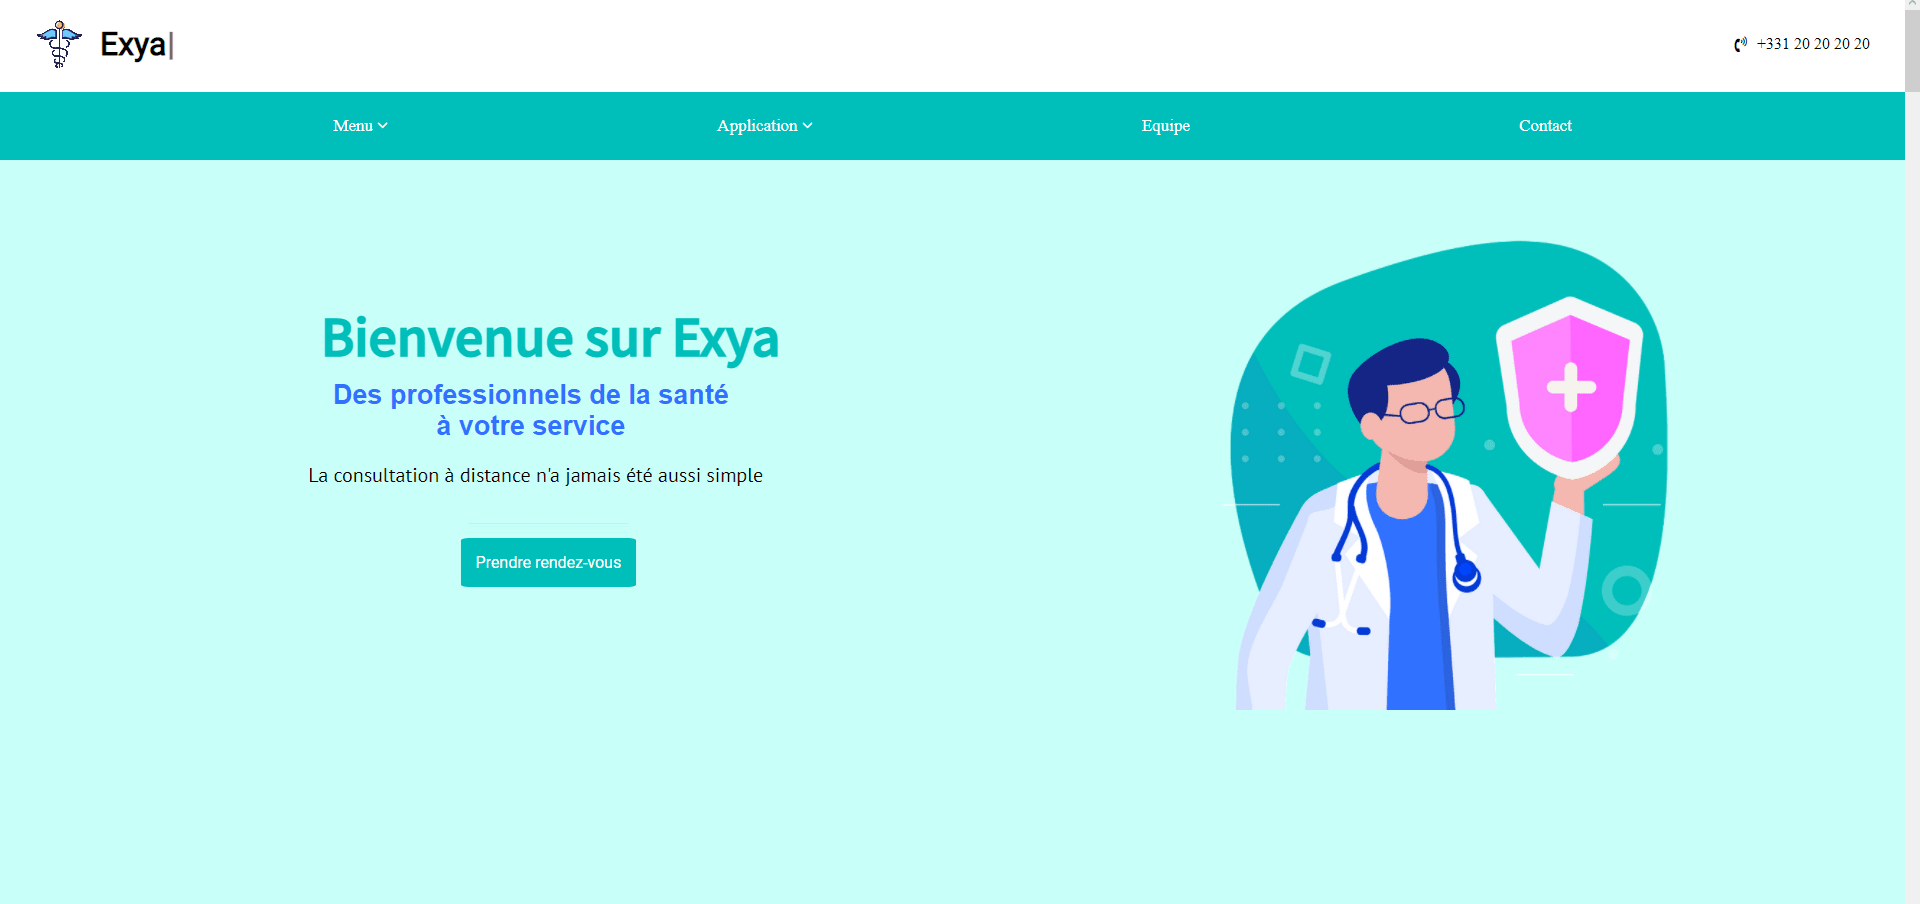 Exya
+331 20 20 20 20
Menu
Application
Equipe
Contact
Bienvenue sur Exya
Des professionnels de la santé
à votre service
La consultation à distance n'a jamais été aussi simple
Prendre rendez-vous